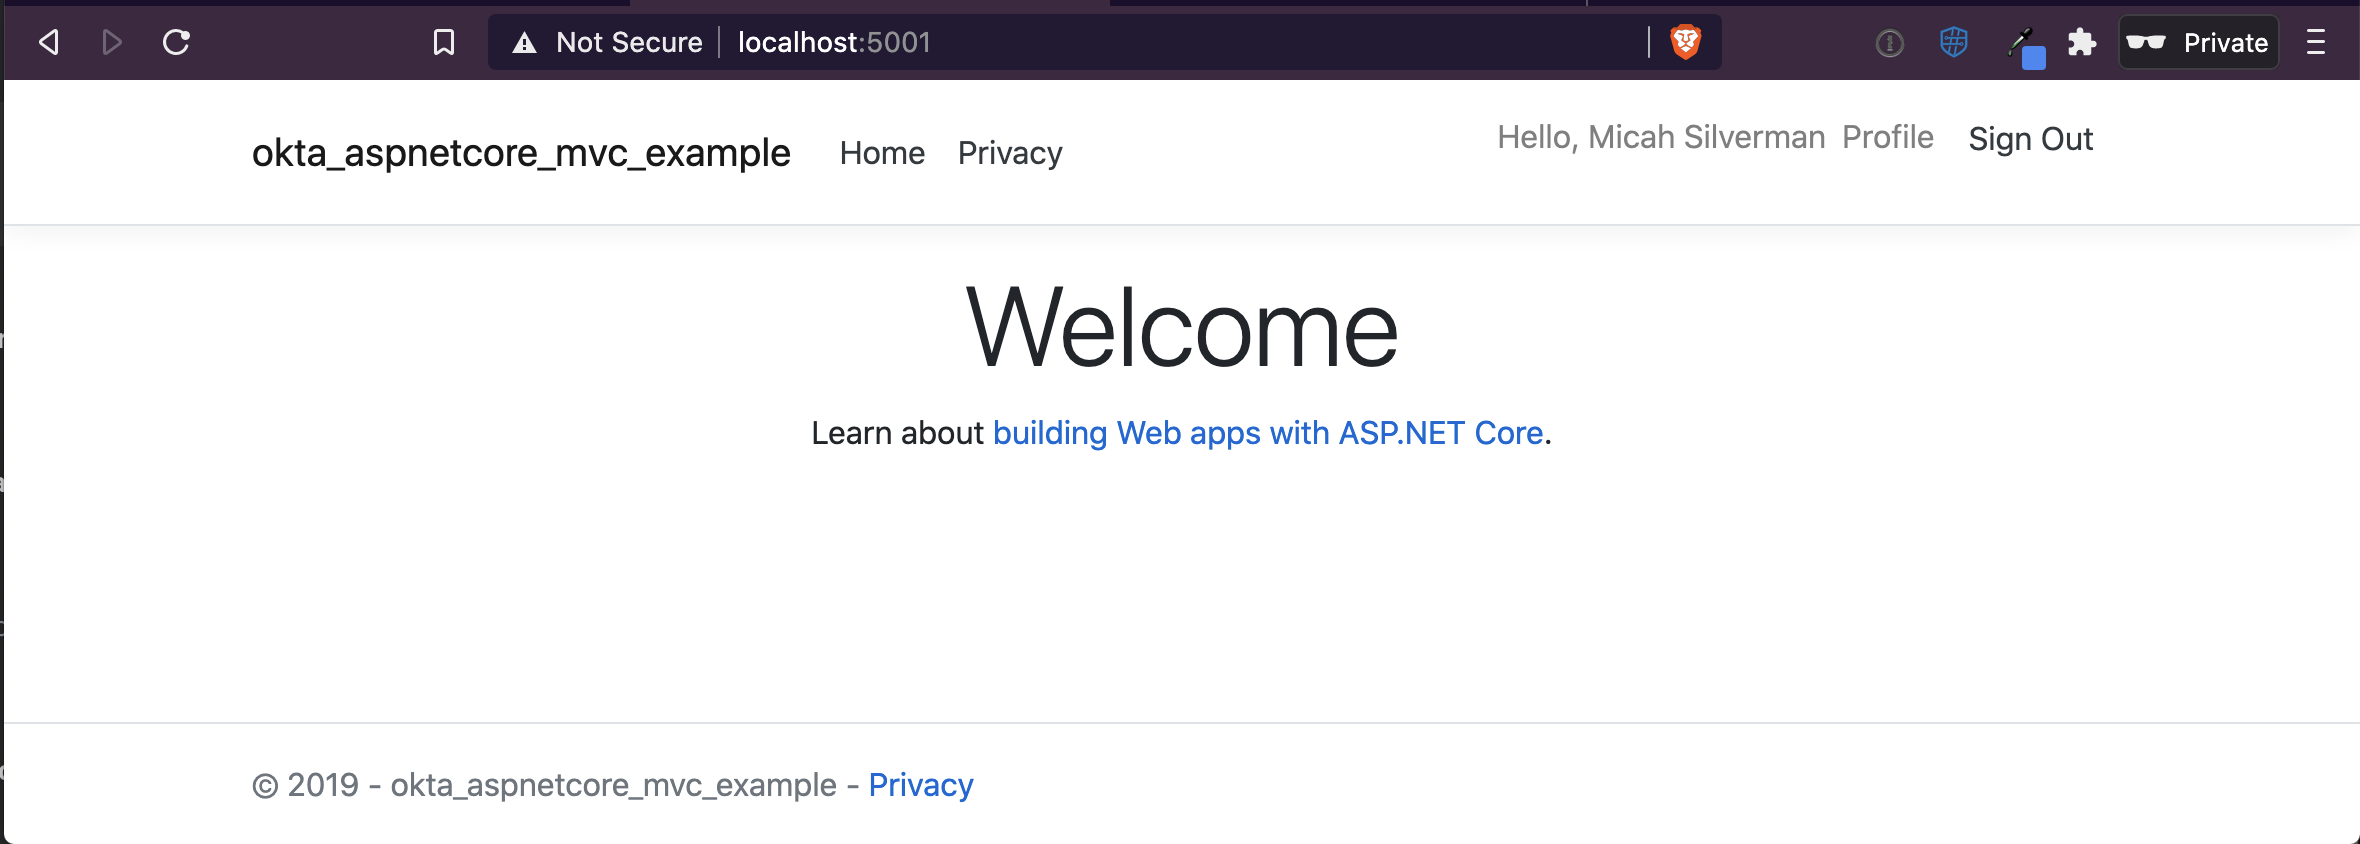 Not Secure localhost:5001 Private
okta_aspnetcore_mvc_example Home Privacy Hello, Micah Silverman Profile Sign Out
Welcome
Learn about building Web apps with ASP.NET Core.
© 2019 - okta_aspnetcore_mvc_example - Privacy